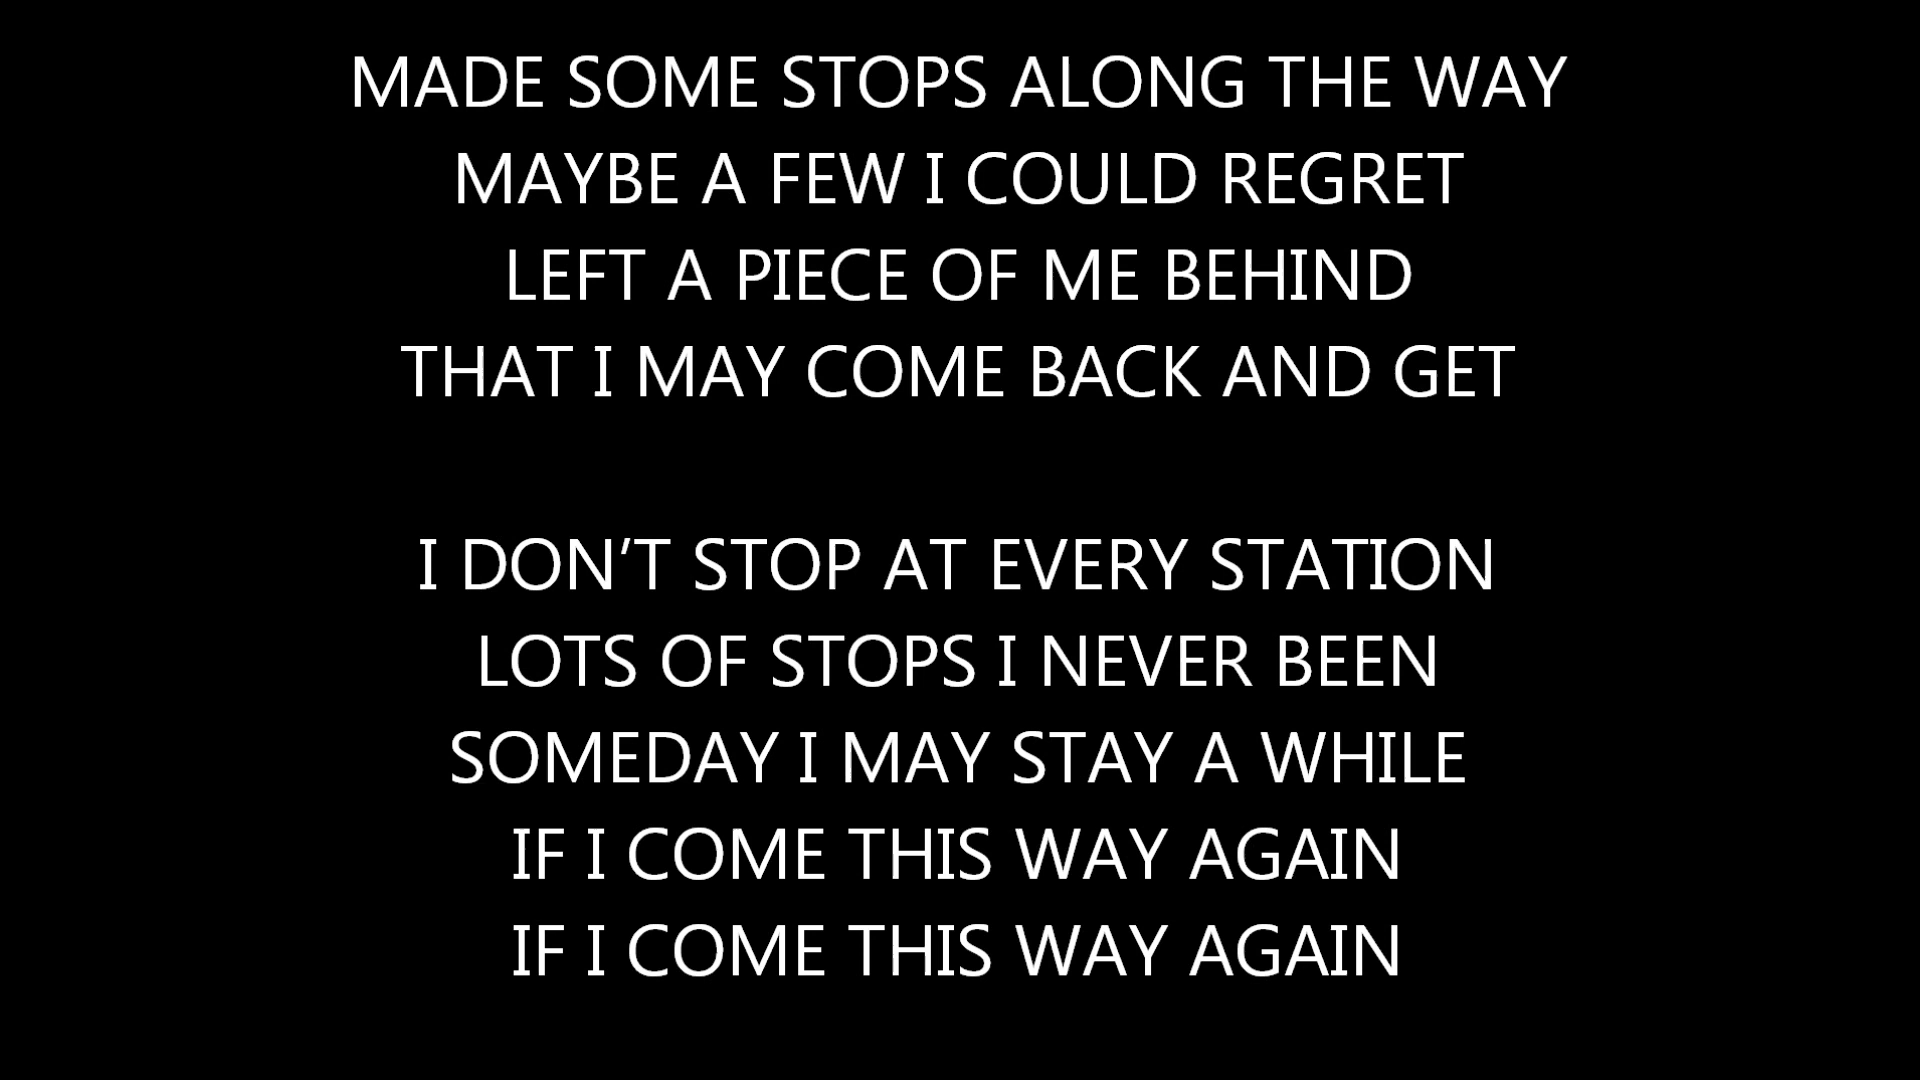 MADE SOME STOPS ALONG THE WAY
MAYBE A FEW I COULD REGRET
LEFT A PIECE OF ME BEHIND
THAT I MAY COME BACK AND GET
I DON'T STOP AT EVERY STATION
LOTS OF STOPS I NEVER BEEN
SOMEDAY I MAY STAY A WHILE
IF I COME THIS WAY AGAIN
IF I COME THIS WAY AGAIN